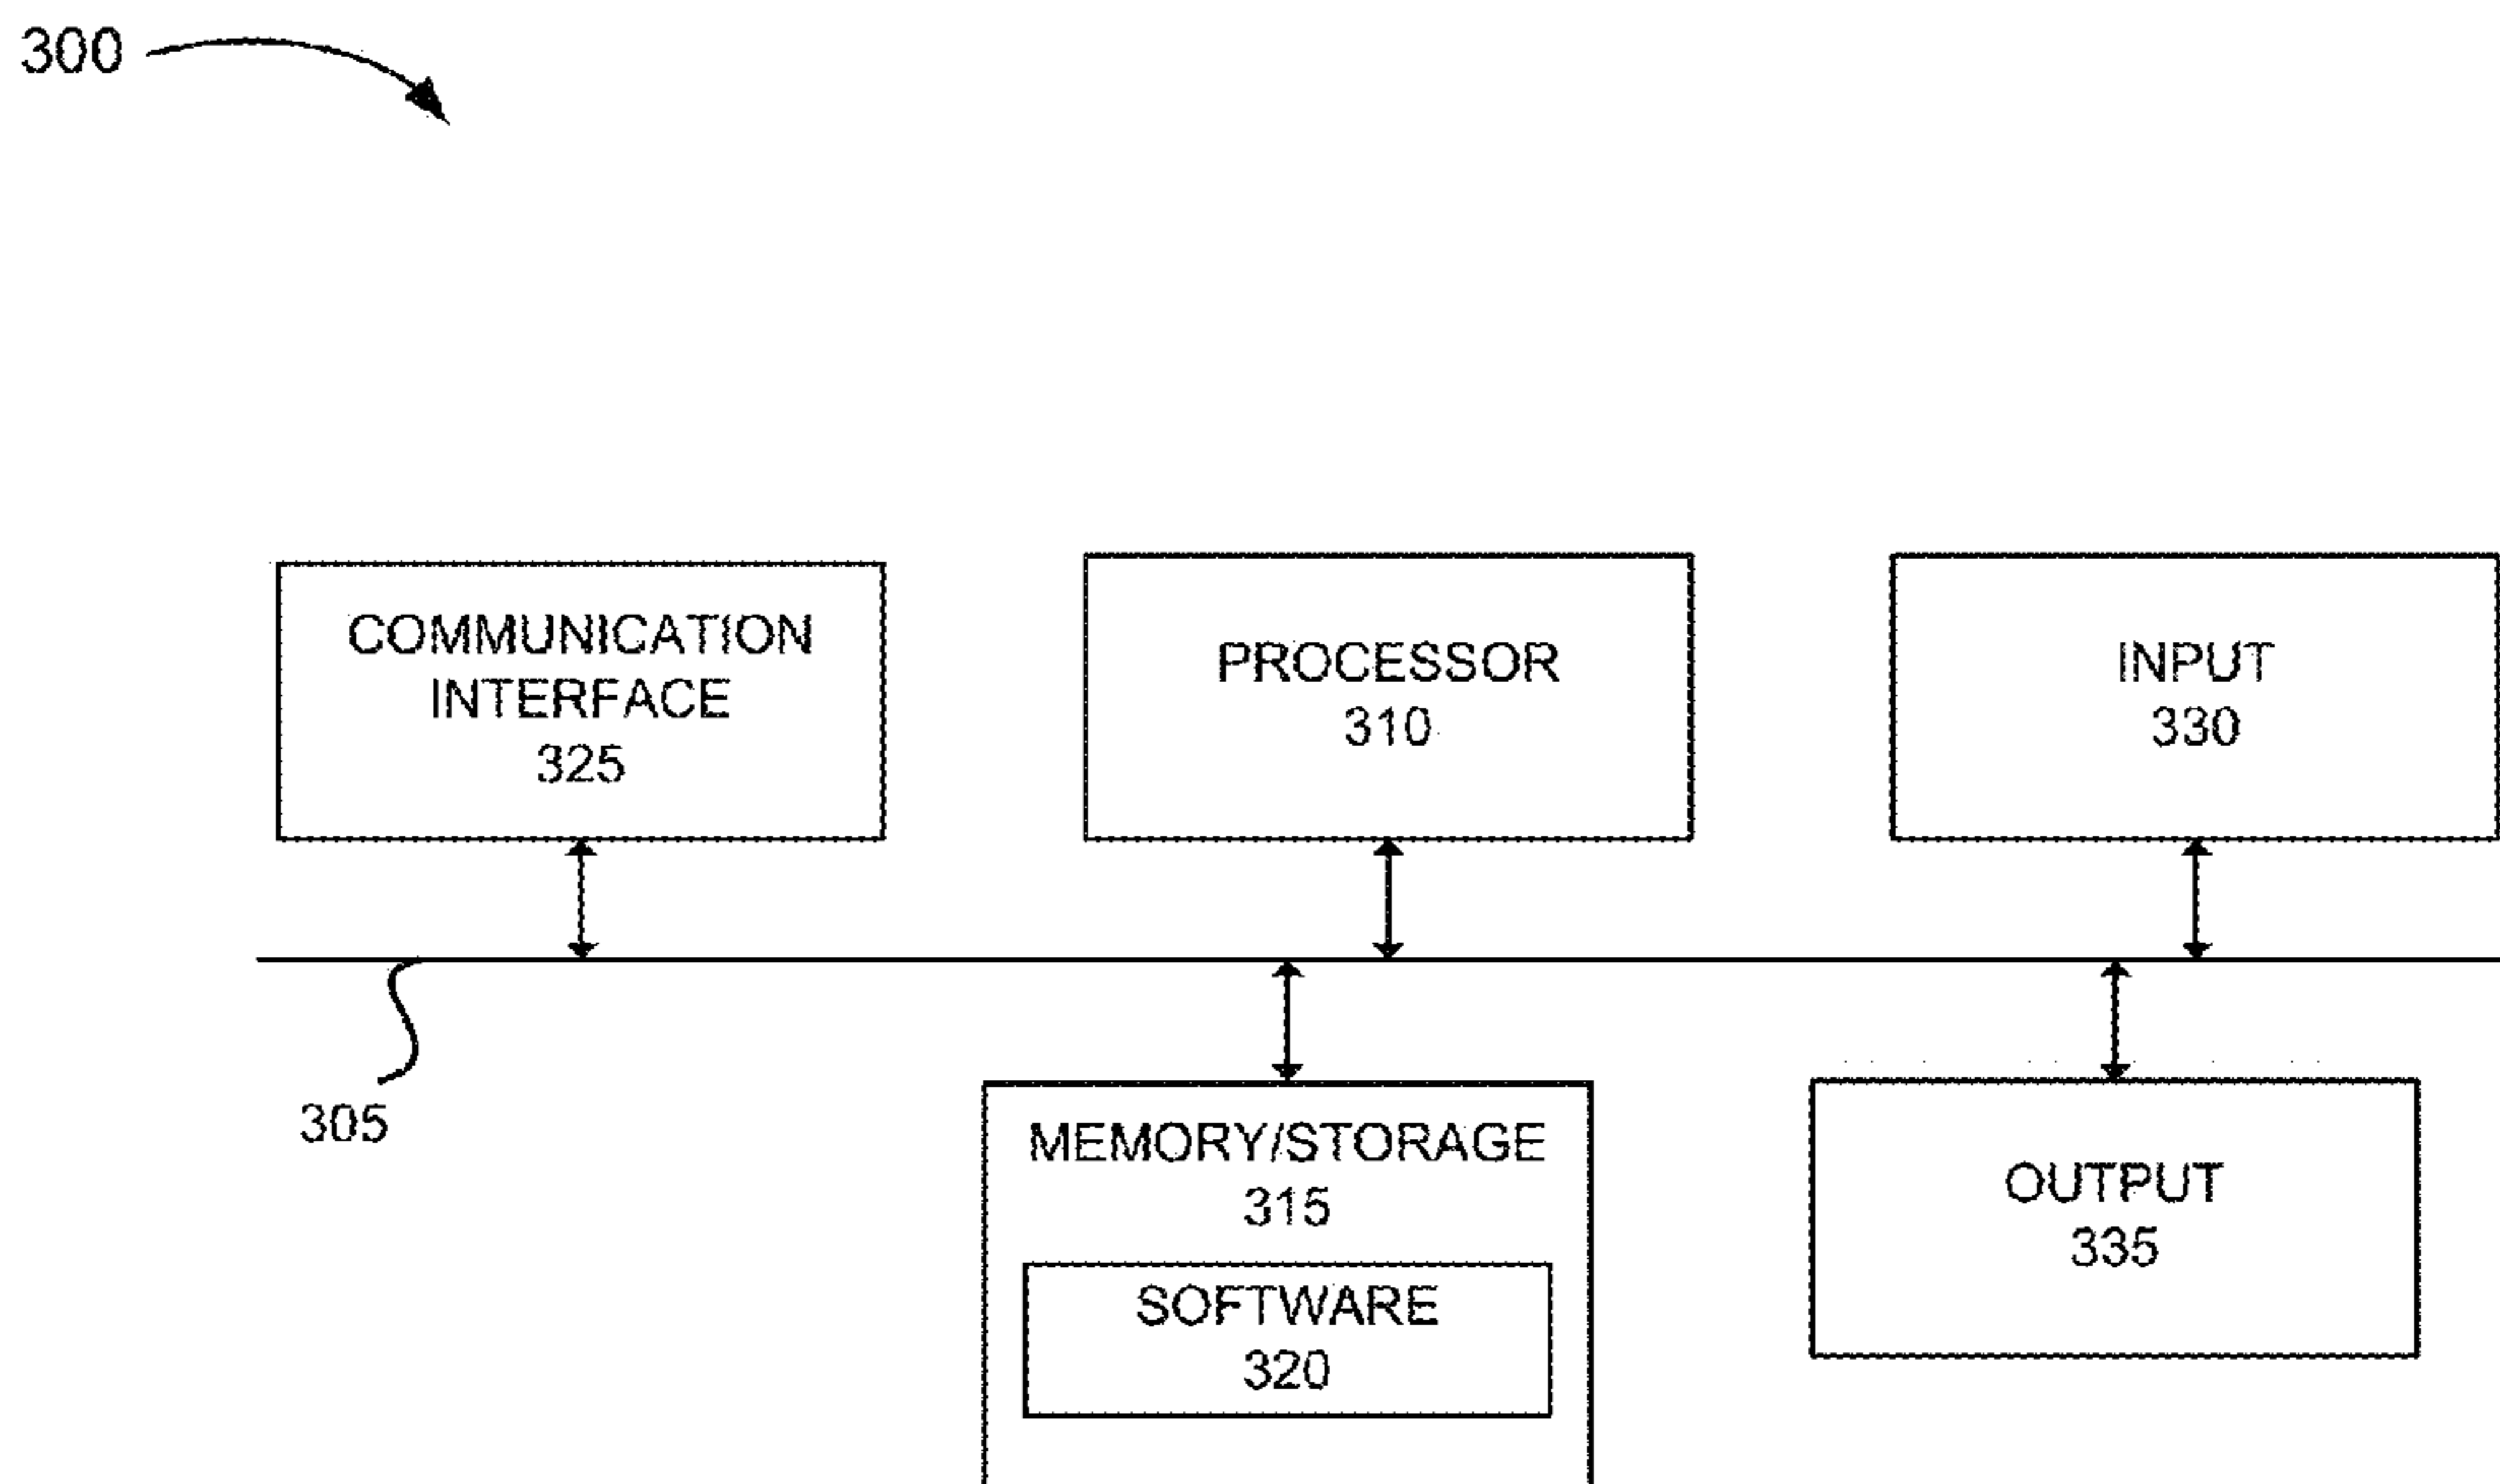 300
COMMUNICATION
INTERFACE
325
PROCESSOR
310
INPUT
330
305
MEMORY/STORAGE
315
SOFTWARE
320
OUTPUT
335